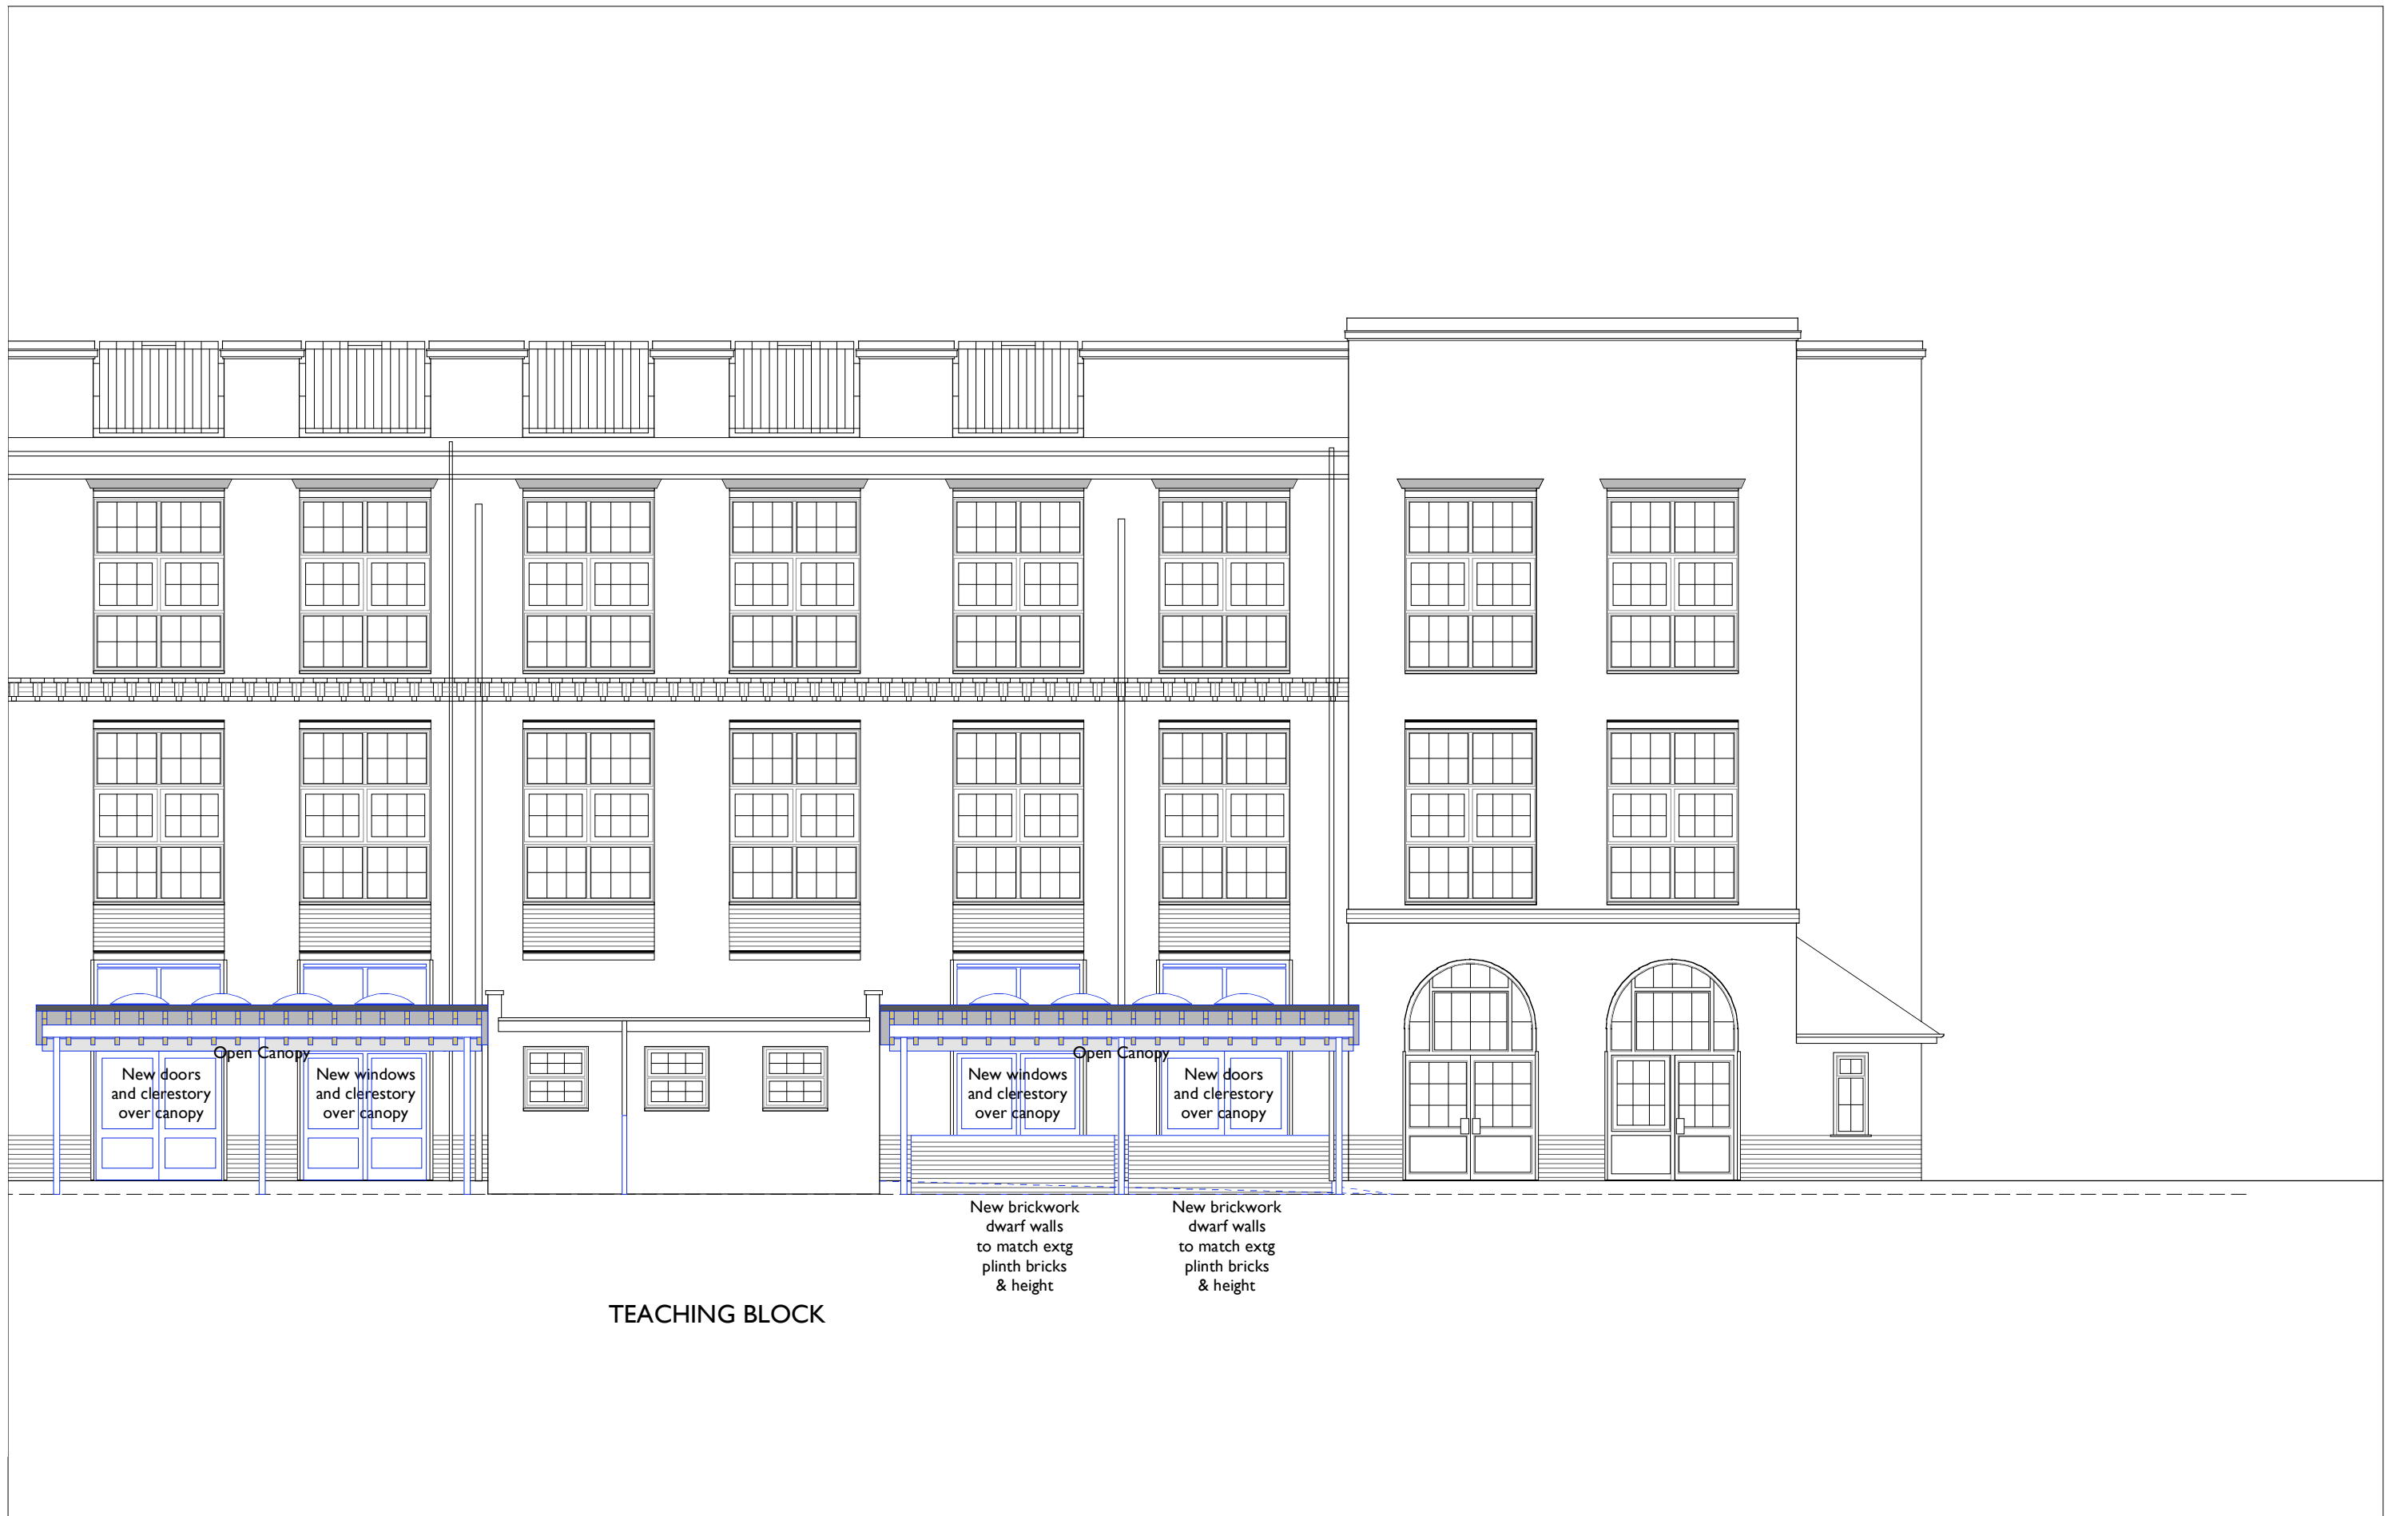 Open Canopy
New doors
and clerestory
over canopy
New windows
and clerestory
over canopy
Open Canopy
New windows
and clerestory
over canopy
New doors
and clerestory
over canopy
New brickwork
dwarf walls
to match extg
plinth bricks
& height
New brickwork
dwarf walls
to match extg
plinth bricks
& height
TEACHING BLOCK